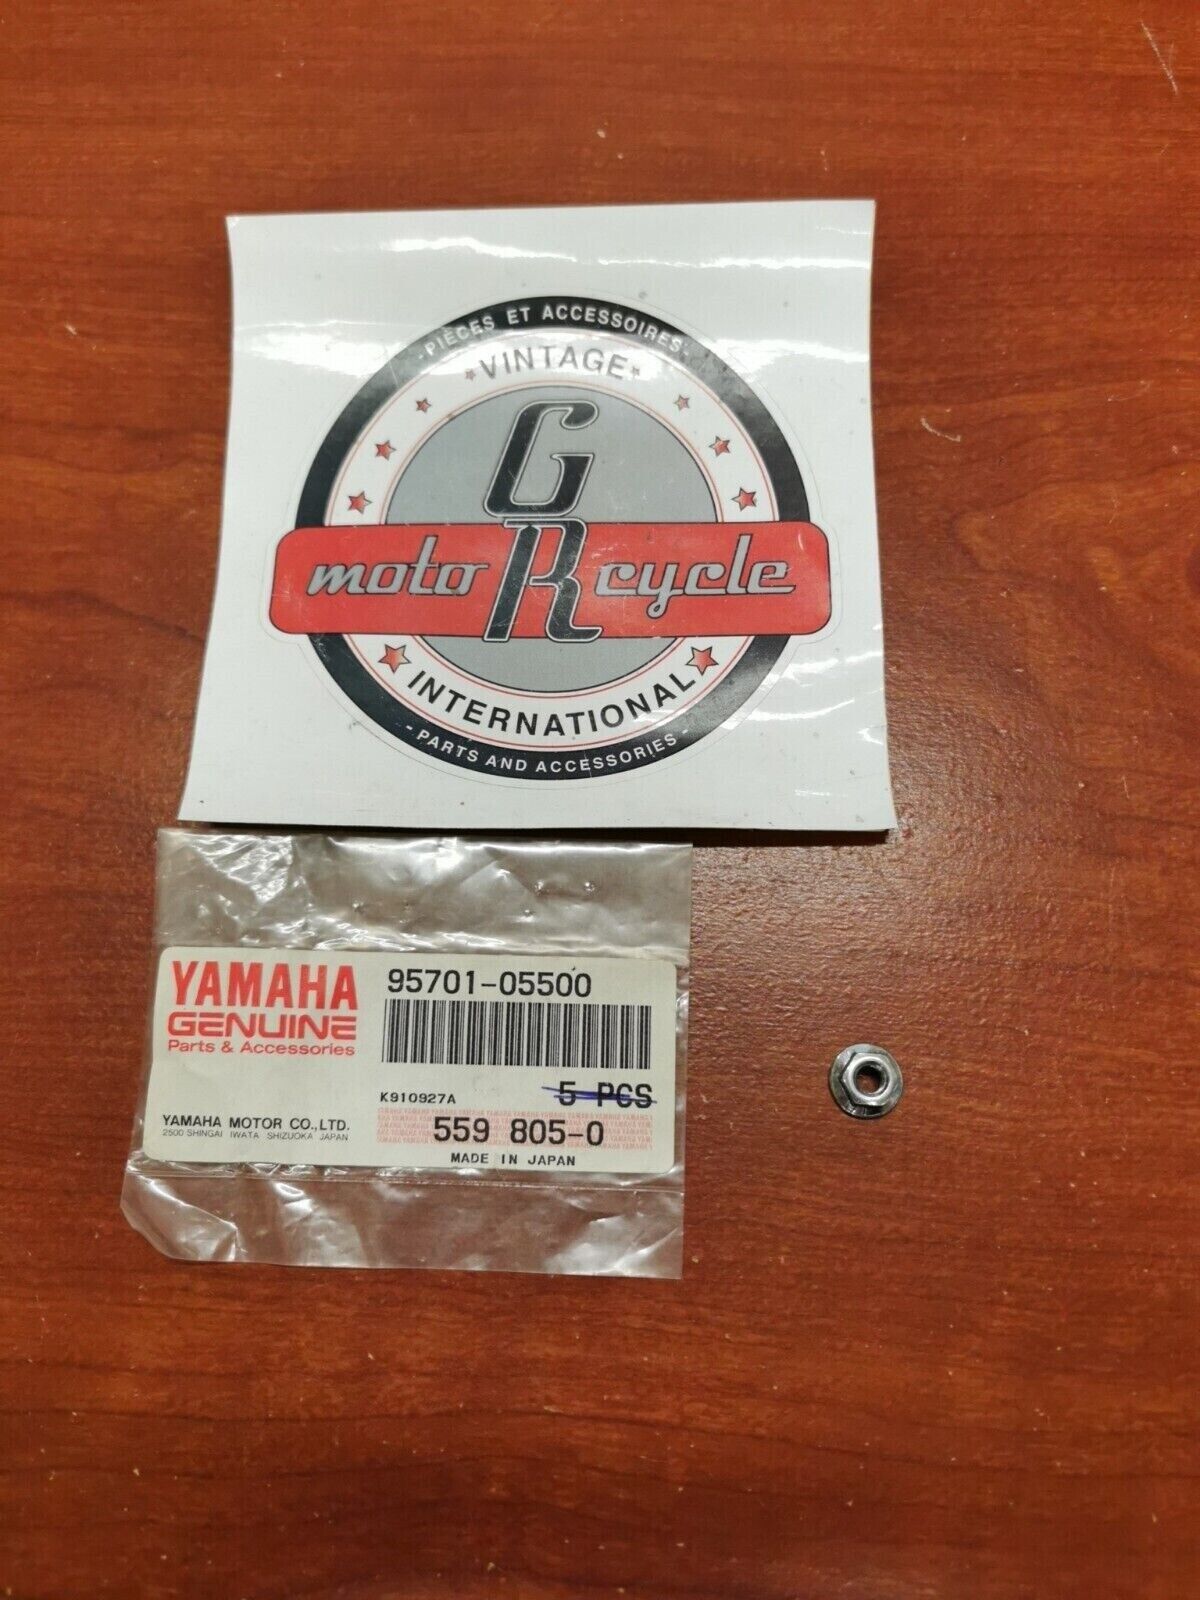 - PIÈCES ET ACCESSOIRES -
VINTAGE
G
moto R cycle
INTERNATIONAL
- PARTS AND ACCESSORIES -
YAMAHA
GENUINE
Parts & Accessories
95701-05500
K910927A
5 PCS
YAMAHA MOTOR CO.,LTD.
2500 SHINGAI IWATA SHIZUOKA JAPAN
559 805-0
MADE IN JAPAN